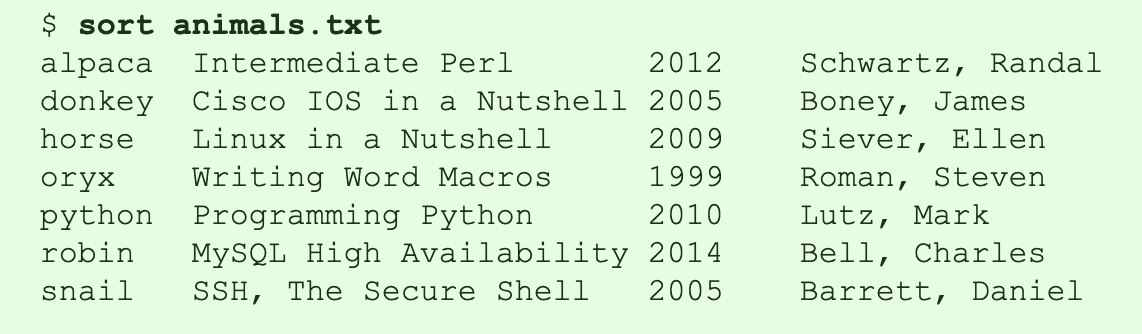 $ sort animals.txt
alpaca  Intermediate Perl       2012    Schwartz, Randal
donkey  Cisco IOS in a Nutshell 2005    Boney, James
horse   Linux in a Nutshell     2009    Siever, Ellen
oryx    Writing Word Macros     1999    Roman, Steven
python  Programming Python      2010    Lutz, Mark
robin   MySQL High Availability 2014    Bell, Charles
snail   SSH, The Secure Shell   2005    Barrett, Daniel